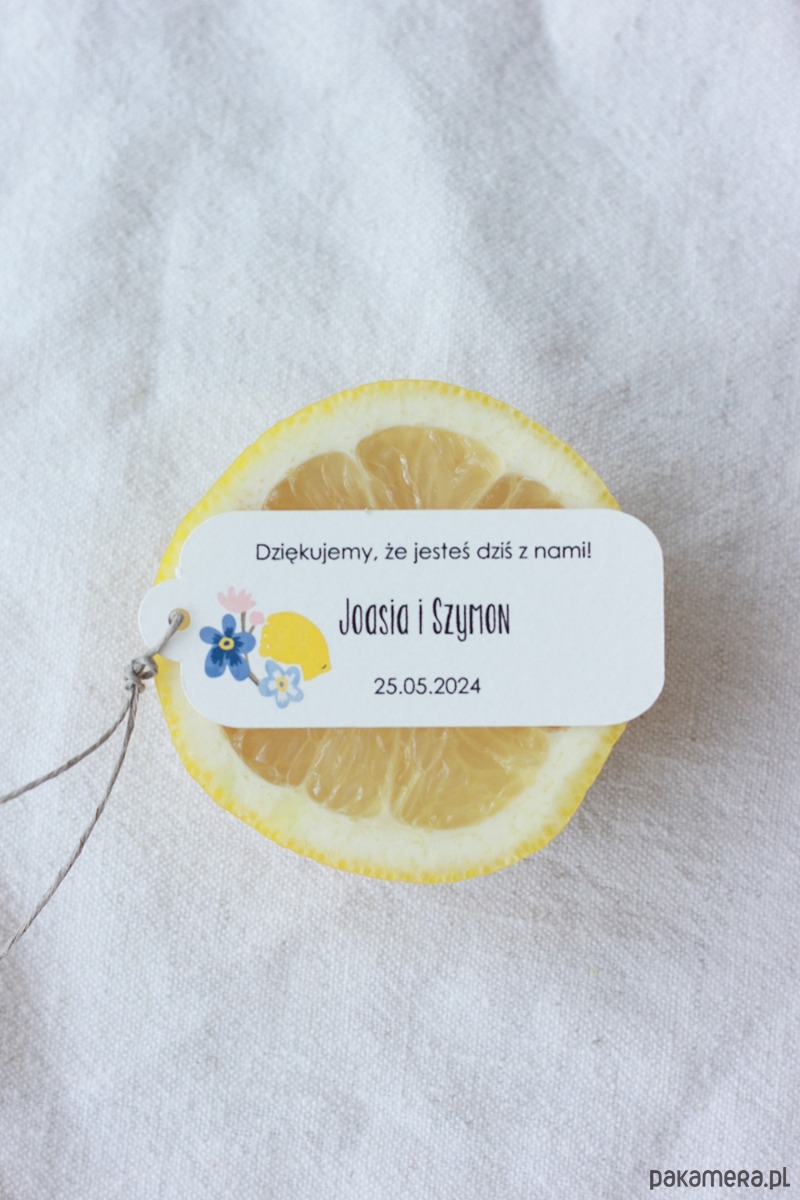 Dziękujemy, że jesteś dziś z nami!
Joasia i Szymon
25.05.2024
pakamera.pl